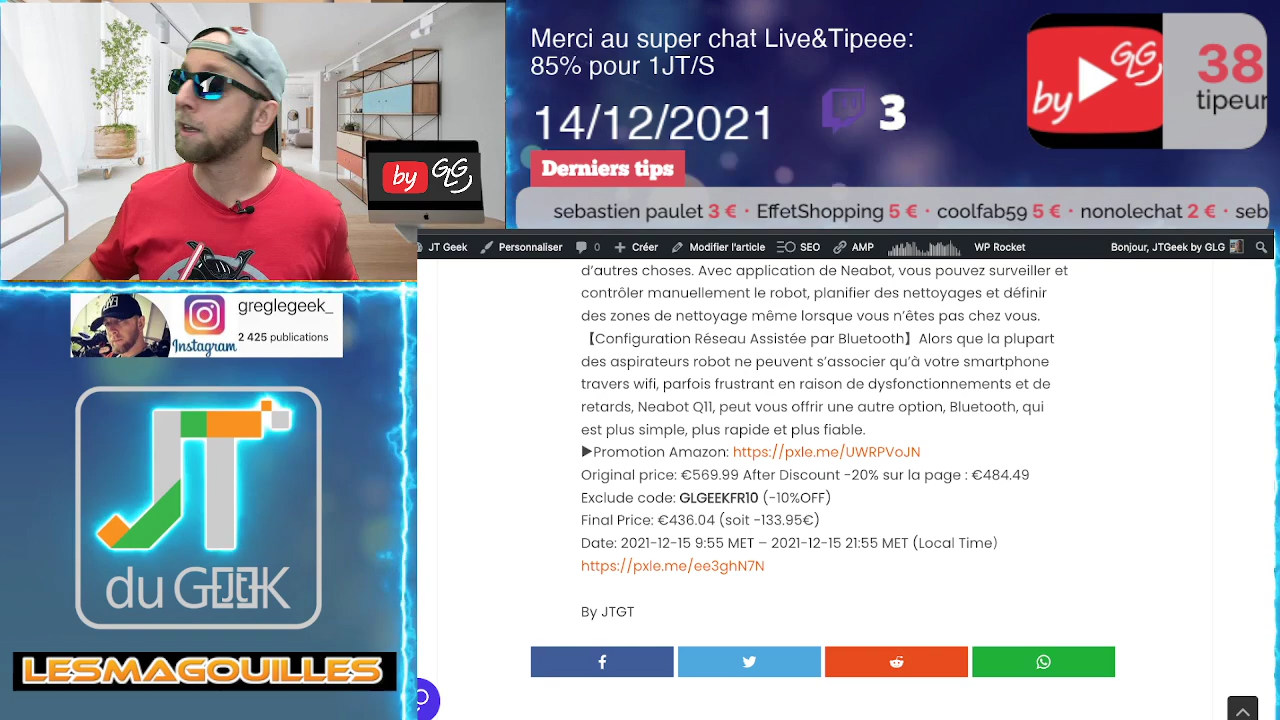 Merci au super chat Live&Tipeee:
85% pour 1JT/S
14/12/2021
3
by GLG
38
tipeur
Derniers tips
sebastien paulet 3 € · EffetShopping 5 € · coolfab59 5 € · nonolechat 2 € · seb
by GLG
JT Geek Personnaliser 0 Créer Modifier l'article SEO AMP WP Rocket Bonjour, JTGeek by GLG
d'autres choses. Avec application de Neabot, vous pouvez surveiller et
contrôler manuellement le robot, planifier des nettoyages et définir
des zones de nettoyage même lorsque vous n'êtes pas chez vous.
【Configuration Réseau Assistée par Bluetooth】Alors que la plupart
des aspirateurs robot ne peuvent s'associer qu'à votre smartphone
travers wifi, parfois frustrant en raison de dysfonctionnements et de
retards, Neabot Q11, peut vous offrir une autre option, Bluetooth, qui
est plus simple, plus rapide et plus fiable.
▶Promotion Amazon: https://pxle.me/UWRPVoJN
Original price: €569.99 After Discount -20% sur la page : €484.49
Exclude code: GLGEEKFR10 (-10%OFF)
Final Price: €436.04 (soit -133.95€)
Date: 2021-12-15 9:55 MET – 2021-12-15 21:55 MET (Local Time)
https://pxle.me/ee3ghN7N
By JTGT
greglegeek_
Instagram
2 425 publications
JT
du GEEK
LESMAGOUILLES